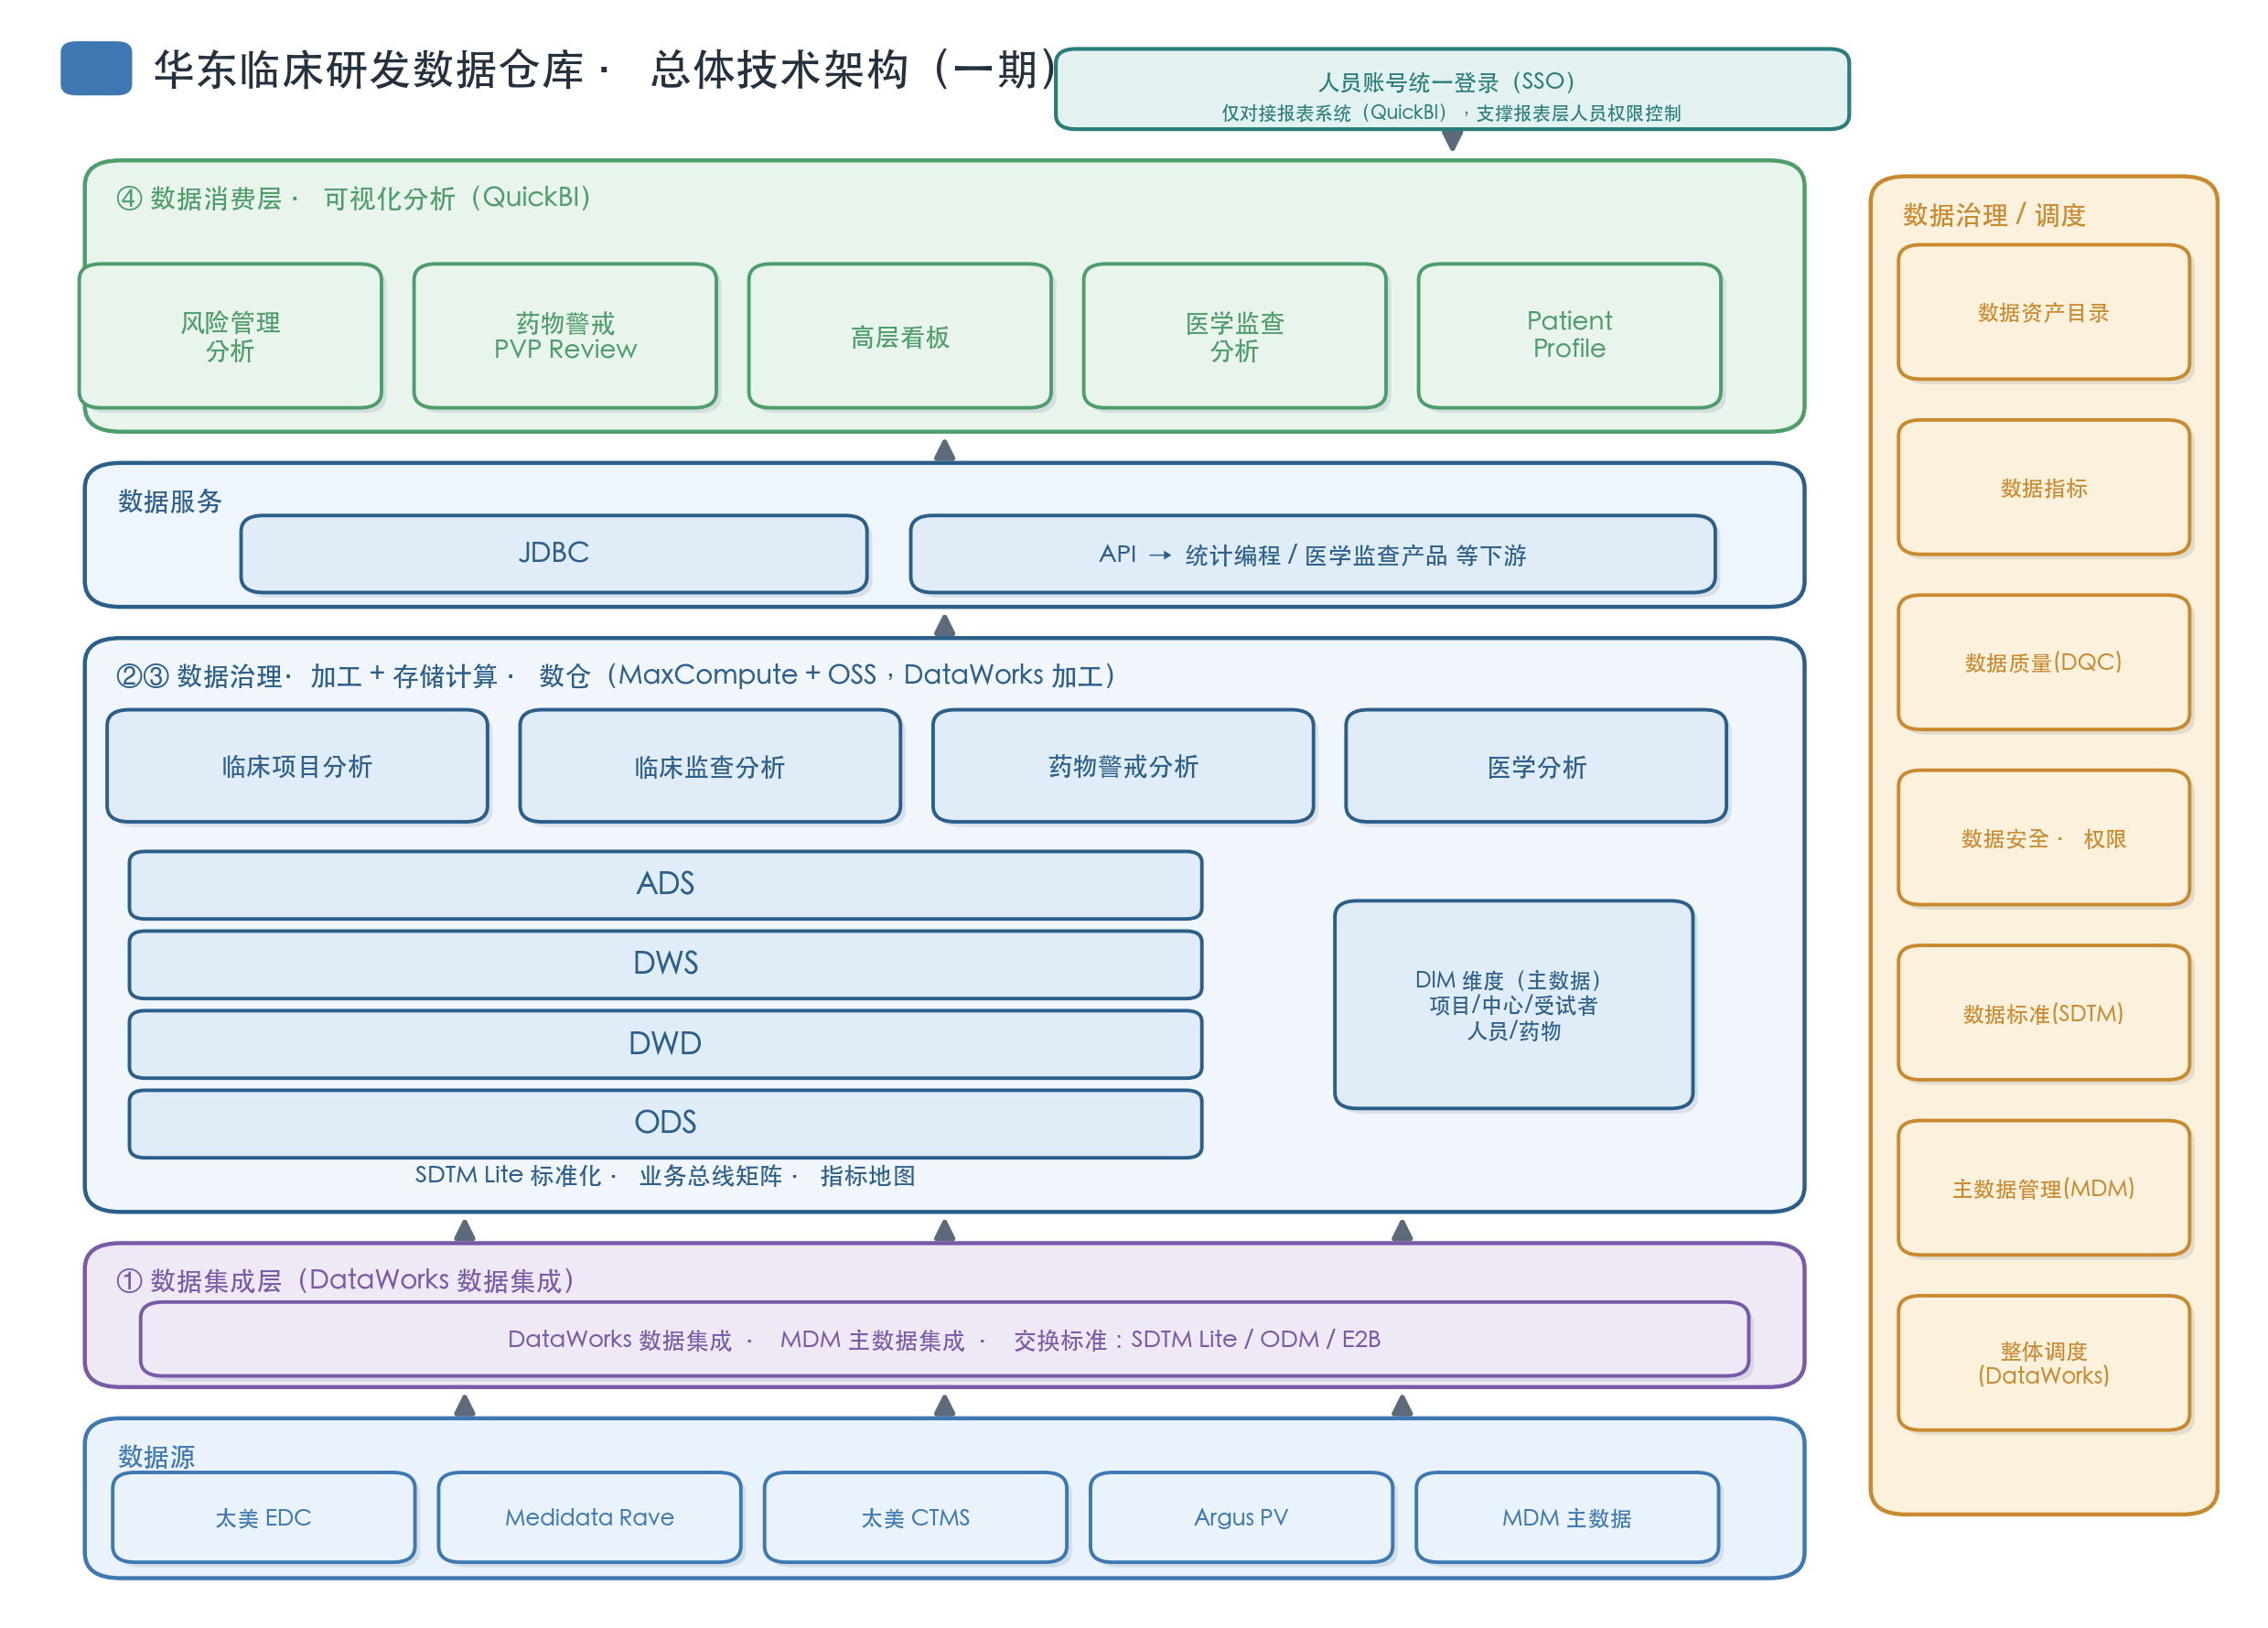 华东临床研发数据仓库 · 总体技术架构（一期）
人员账号统一登录（SSO）
仅对接报表系统（QuickBI），支撑报表层人员权限控制
④ 数据消费层 · 可视化分析（QuickBI）
风险管理
分析
药物警戒
PVP Review
高层看板
医学监查
分析
Patient
Profile
数据服务
JDBC
API → 统计编程 / 医学监查产品 等下游
②③ 数据治理· 加工 + 存储计算 · 数仓（MaxCompute + OSS，DataWorks 加工）
临床项目分析
临床监查分析
药物警戒分析
医学分析
ADS
DWS
DWD
ODS
SDTM Lite 标准化 · 业务总线矩阵 · 指标地图
DIM 维度（主数据）
项目/中心/受试者
人员/药物
① 数据集成层（DataWorks 数据集成）
DataWorks 数据集成 · MDM 主数据集成 · 交换标准：SDTM Lite / ODM / E2B
数据源
太美 EDC
Medidata Rave
太美 CTMS
Argus PV
MDM 主数据
数据治理 / 调度
数据资产目录
数据指标
数据质量(DQC)
数据安全 · 权限
数据标准(SDTM)
主数据管理(MDM)
整体调度
(DataWorks)